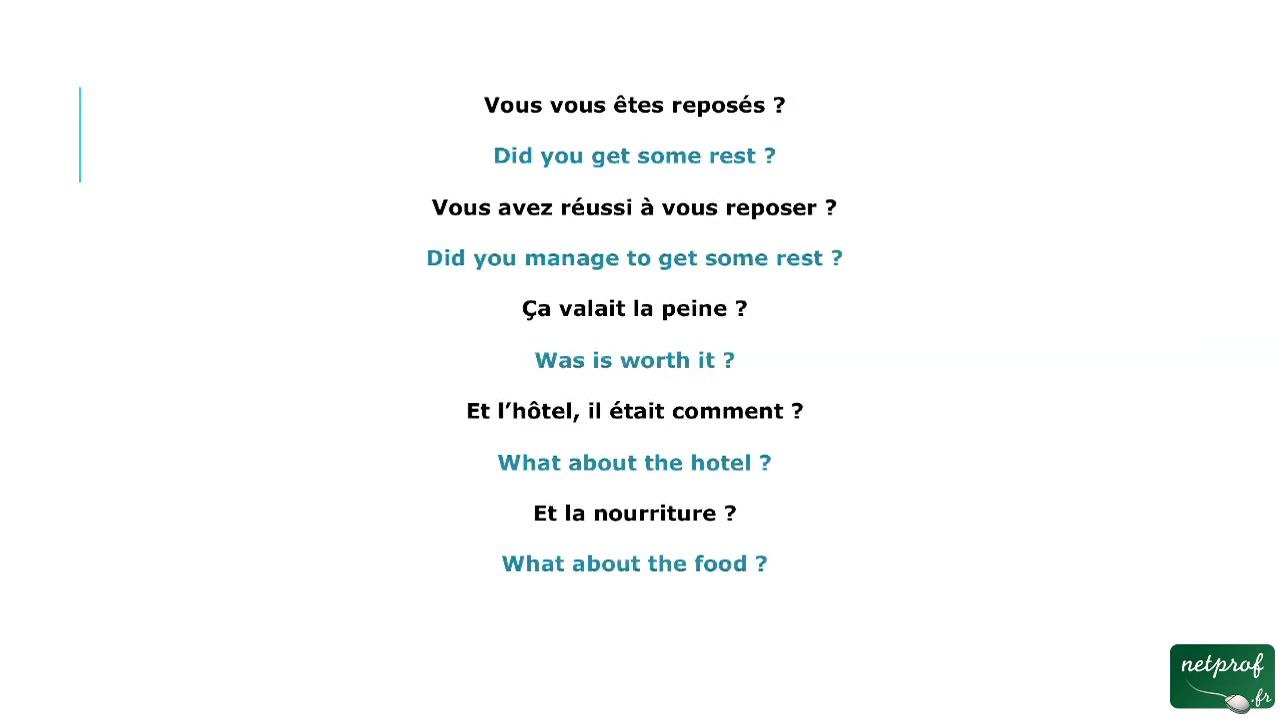 Vous vous êtes reposés ?
Did you get some rest ?
Vous avez réussi à vous reposer ?
Did you manage to get some rest ?
Ça valait la peine ?
Was is worth it ?
Et l’hôtel, il était comment ?
What about the hotel ?
Et la nourriture ?
What about the food ?
netprof
.fr